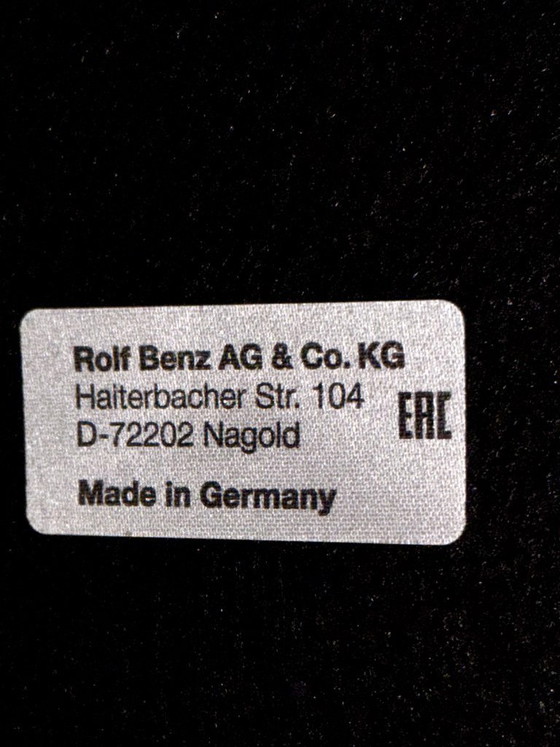 Rolf Benz AG & Co. KG
Haiterbacher Str. 104
D-72202 Nagold
EAC
Made in Germany